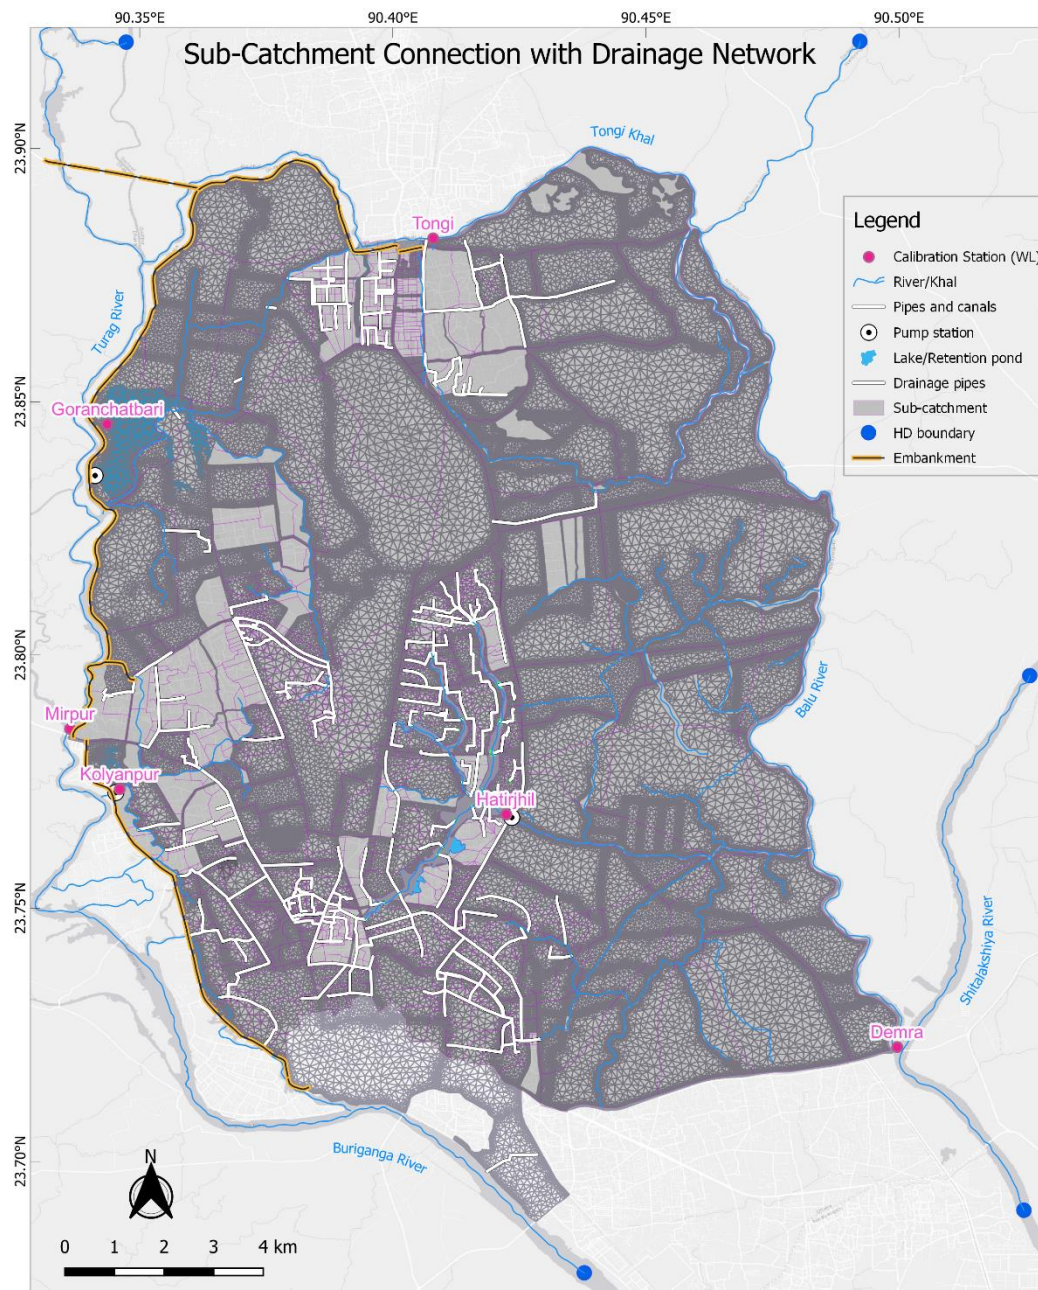 90.35°E
90.40°E
90.45°E
90.50°E
Sub-Catchment Connection with Drainage Network
23.90°N
Tongi Khal
Tongi
Legend
Calibration Station (WL)
River/Khal
Pipes and canals
Pump station
Lake/Retention pond
Drainage pipes
Sub-catchment
HD boundary
Embankment
Turag River
23.85°N
Goranchatbari
23.80°N
Balu River
Mirpur
Kolyanpur
Hatirjhil
23.75°N
Shitalakshiya River
Demra
23.70°N
Buriganga River
N
0 1 2 3 4 km